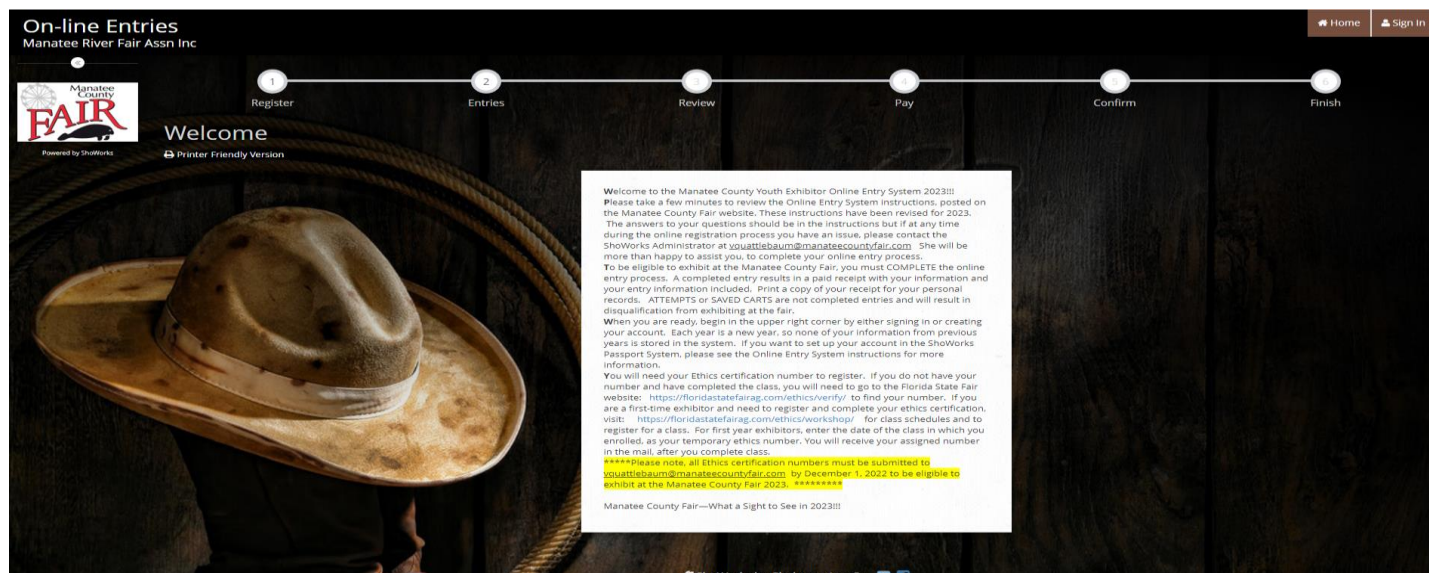 On-line Entries
Manatee River Fair Assn Inc
Home
Sign In
1
2
3
4
5
6
Register
Entries
Review
Pay
Confirm
Finish
Manatee
County
FAIR
Powered by ShoWorks
Welcome
Printer Friendly Version
Welcome to the Manatee County Youth Exhibitor Online Entry System 2023!!!
Please take a few minutes to review the Online Entry System instructions, posted on
the Manatee County Fair website. These instructions have been revised for 2023.
The answers to your questions should be in the instructions but if at any time
during the online registration process you have an issue, please contact the
ShoWorks Administrator at vquattlebaum@manateecountyfair.com She will be
more than happy to assist you, to complete your online entry process.
To be eligible to exhibit at the Manatee County Fair, you must COMPLETE the online
entry process. A completed entry results in a paid receipt with your information and
your entry information included. Print a copy of your receipt for your personal
records. ATTEMPTS or SAVED CARTS are not completed entries and will result in
disqualification from exhibiting at the fair.
When you are ready, begin in the upper right corner by either signing in or creating
your account. Each year is a new year, so none of your information from previous
years is stored in the system. If you want to set up your account in the ShoWorks
Passport System, please see the Online Entry System instructions for more
information.
You will need your Ethics certification number to register. If you do not have your
number and have completed the class, you will need to go to the Florida State Fair
website: https://floridastatefairag.com/ethics/verify/ to find your number. If you
are a first-time exhibitor and need to register and complete your ethics certification,
visit: https://floridastatefairag.com/ethics/workshop/ for class schedules and to
register for a class. For first year exhibitors, enter the date of the class in which you
enrolled, as your temporary ethics number. You will receive your assigned number
in the mail, after you complete class.
*****Please note, all Ethics certification numbers must be submitted to
vquattlebaum@manateecountyfair.com by December 1, 2022 to be eligible to
exhibit at the Manatee County Fair 2023. *********
Manatee County Fair—What a Sight to See in 2023!!!